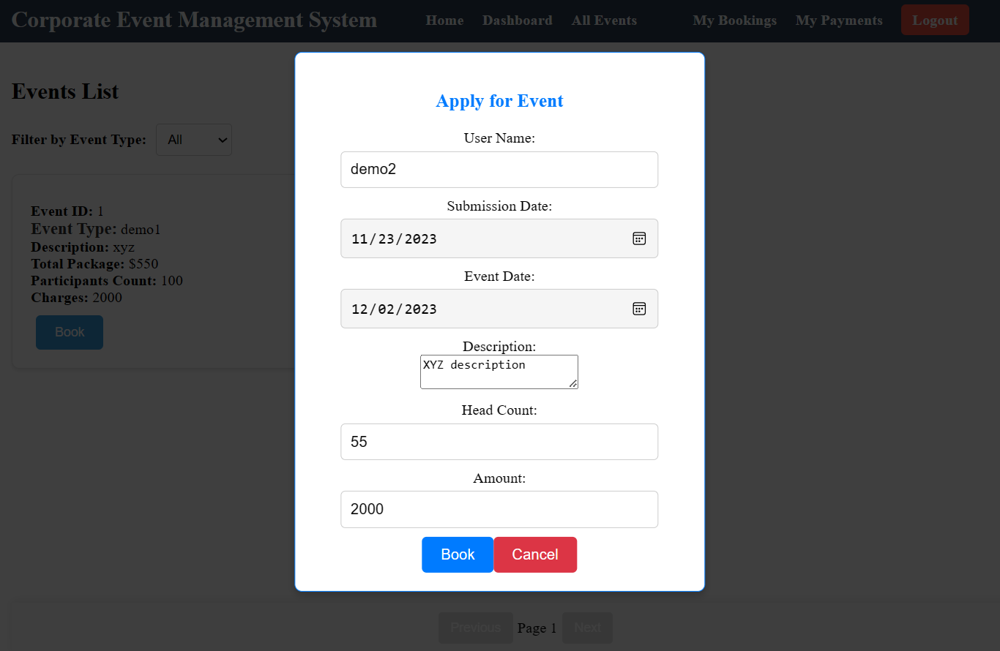 Corporate Event Management System Home Dashboard All Events My Bookings My Payments Logout
Events List
Filter by Event Type: All
Event ID: 1
Event Type: demo1
Description: xyz
Total Package: $550
Participants Count: 100
Charges: 2000
Book
Apply for Event
User Name:
demo2
Submission Date:
11/23/2023
Event Date:
12/02/2023
Description:
XYZ description
Head Count:
55
Amount:
2000
Book Cancel
Previous Page 1 Next